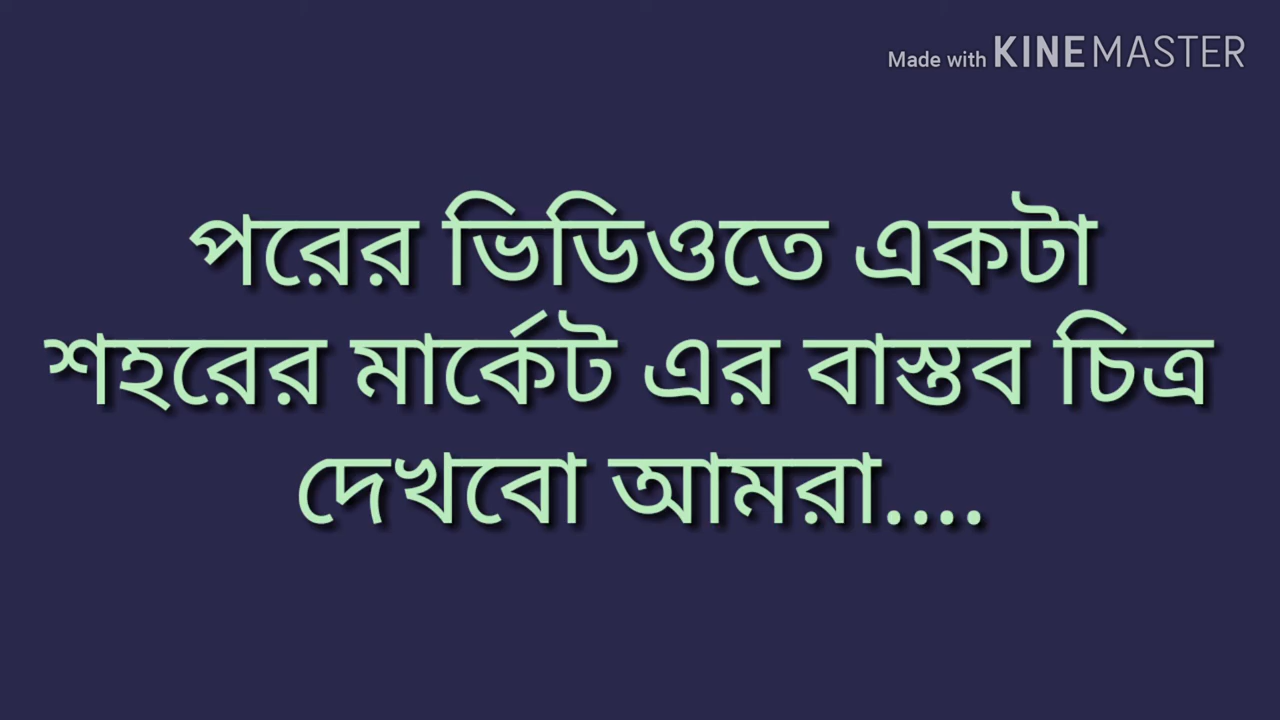 Made with KINEMASTER
পরের ভিডিওতে একটা
শহরের মার্কেট এর বাস্তব চিত্র
দেখবো আমরা....